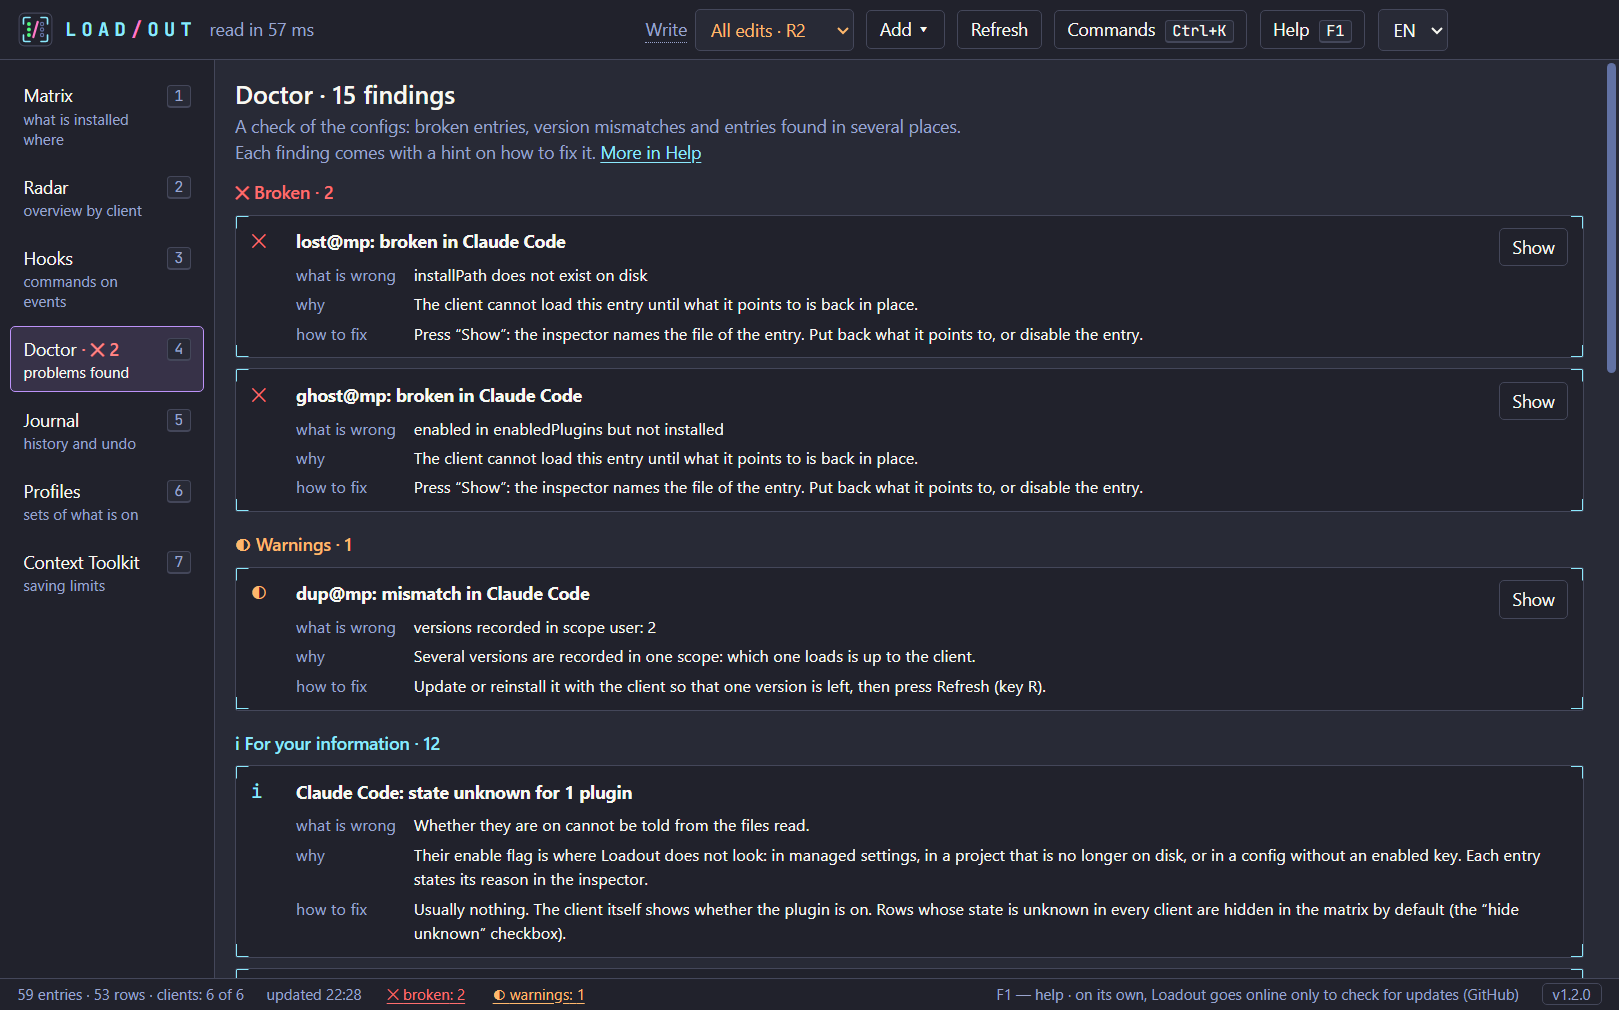 LOAD/OUT read in 57 ms Write All edits · R2 Add ▾ Refresh Commands Ctrl+K Help F1 EN
Matrix 1
what is installed
where
Radar 2
overview by client
Hooks 3
commands on
events
Doctor · ✕ 2 4
problems found
Journal 5
history and undo
Profiles 6
sets of what is on
Context Toolkit 7
saving limits
Doctor · 15 findings
A check of the configs: broken entries, version mismatches and entries found in several places.
Each finding comes with a hint on how to fix it. More in Help
✕ Broken · 2
lost@mp: broken in Claude Code Show
what is wrong installPath does not exist on disk
why The client cannot load this entry until what it points to is back in place.
how to fix Press “Show”: the inspector names the file of the entry. Put back what it points to, or disable the entry.
ghost@mp: broken in Claude Code Show
what is wrong enabled in enabledPlugins but not installed
why The client cannot load this entry until what it points to is back in place.
how to fix Press “Show”: the inspector names the file of the entry. Put back what it points to, or disable the entry.
◐ Warnings · 1
dup@mp: mismatch in Claude Code Show
what is wrong versions recorded in scope user: 2
why Several versions are recorded in one scope: which one loads is up to the client.
how to fix Update or reinstall it with the client so that one version is left, then press Refresh (key R).
i For your information · 12
i Claude Code: state unknown for 1 plugin
what is wrong Whether they are on cannot be told from the files read.
why Their enable flag is where Loadout does not look: in managed settings, in a project that is no longer on disk, or in a config without an enabled key. Each entry
states its reason in the inspector.
how to fix Usually nothing. The client itself shows whether the plugin is on. Rows whose state is unknown in every client are hidden in the matrix by default (the “hide
unknown” checkbox).
59 entries · 53 rows · clients: 6 of 6 updated 22:28 ✕ broken: 2 ◐ warnings: 1 F1 — help · on its own, Loadout goes online only to check for updates (GitHub) v1.2.0